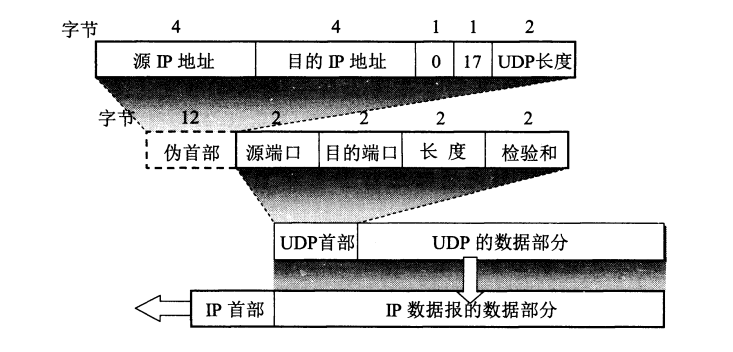 字节 4 4 1 1 2
源 IP 地址 目的 IP 地址 0 17 UDP长度
字节 12 2 2 2 2
伪首部 源端口 目的端口 长 度 检验和
UDP首部 UDP 的数据部分
IP 首部 IP 数据报的数据部分